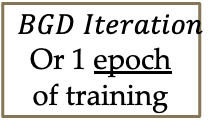 BGD Iteration
Or 1 epoch
of training